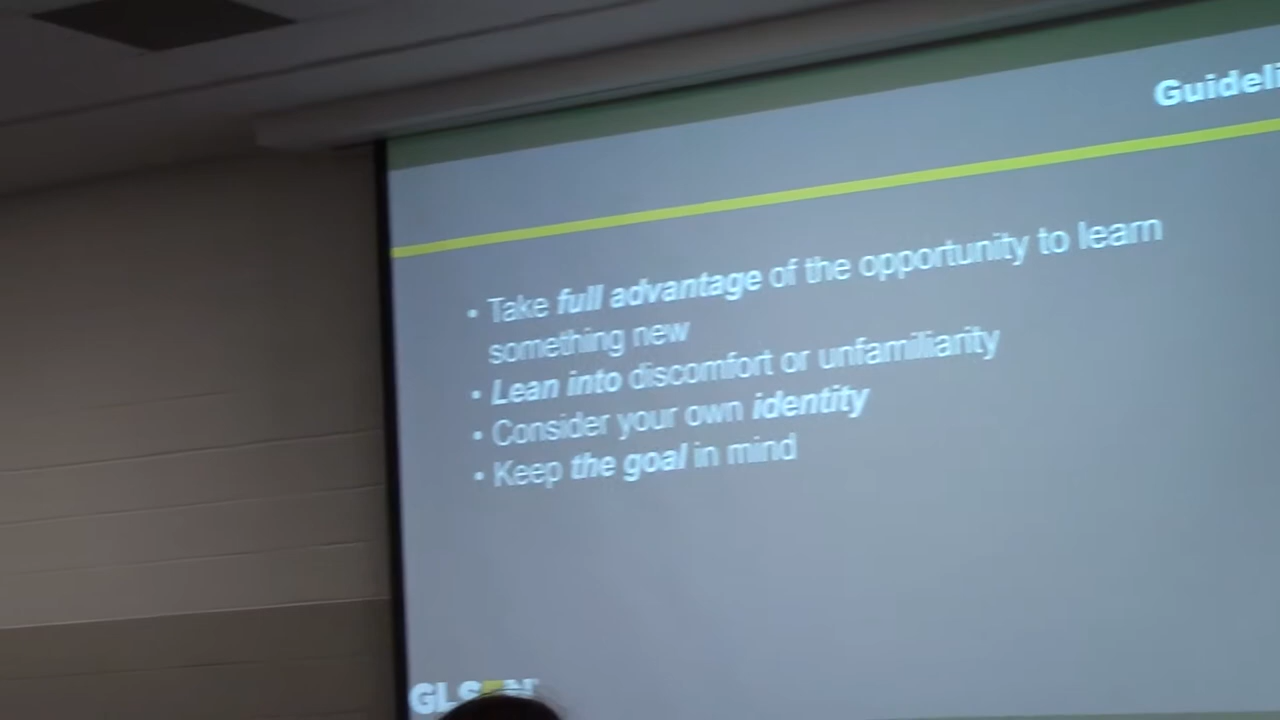 Guideli
• Take full advantage of the opportunity to learn
something new
• Lean into discomfort or unfamiliarity
• Consider your own identity
• Keep the goal in mind